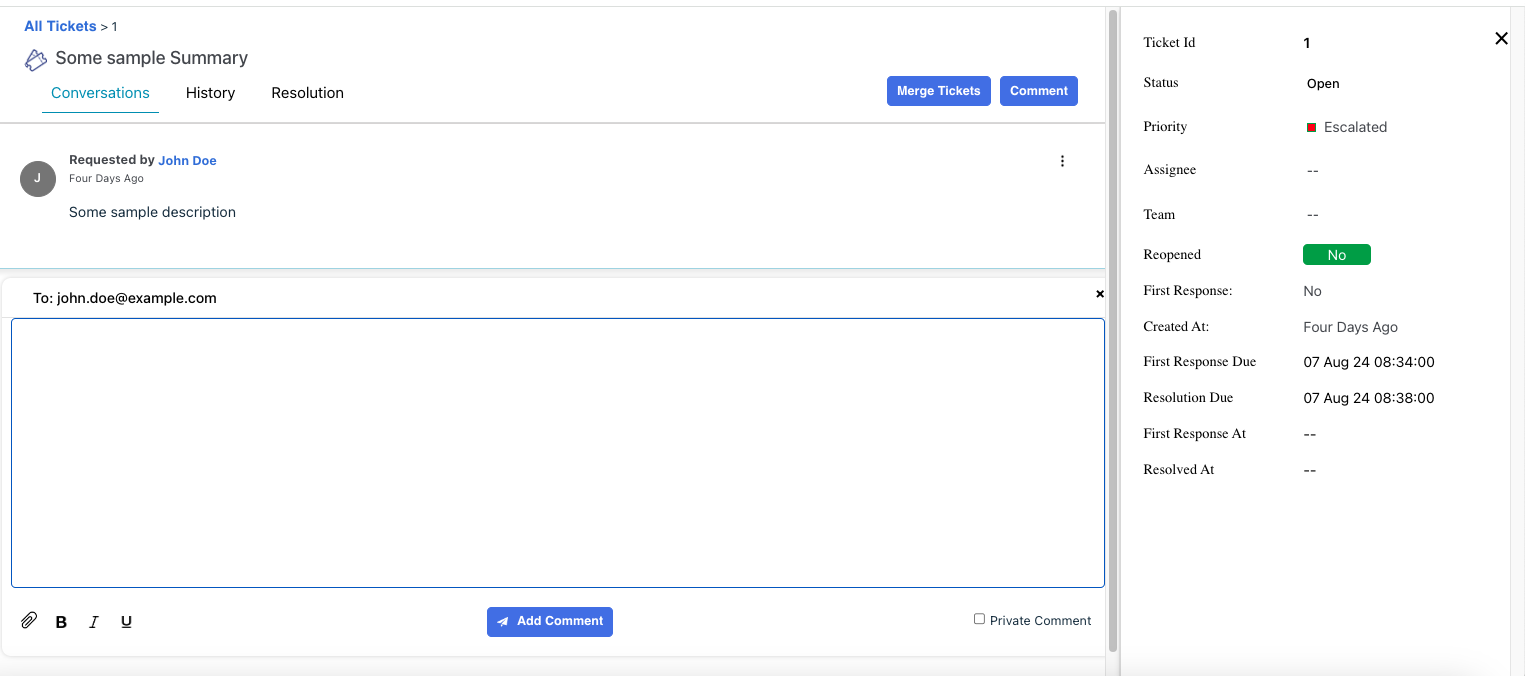 All Tickets > 1
Some sample Summary
Conversations History Resolution
Merge Tickets Comment
J
Requested by John Doe
Four Days Ago
Some sample description
To: john.doe@example.com
B I U
Add Comment
Private Comment
Ticket Id 1
Status Open
Priority Escalated
Assignee --
Team --
Reopened No
First Response: No
Created At: Four Days Ago
First Response Due 07 Aug 24 08:34:00
Resolution Due 07 Aug 24 08:38:00
First Response At --
Resolved At --